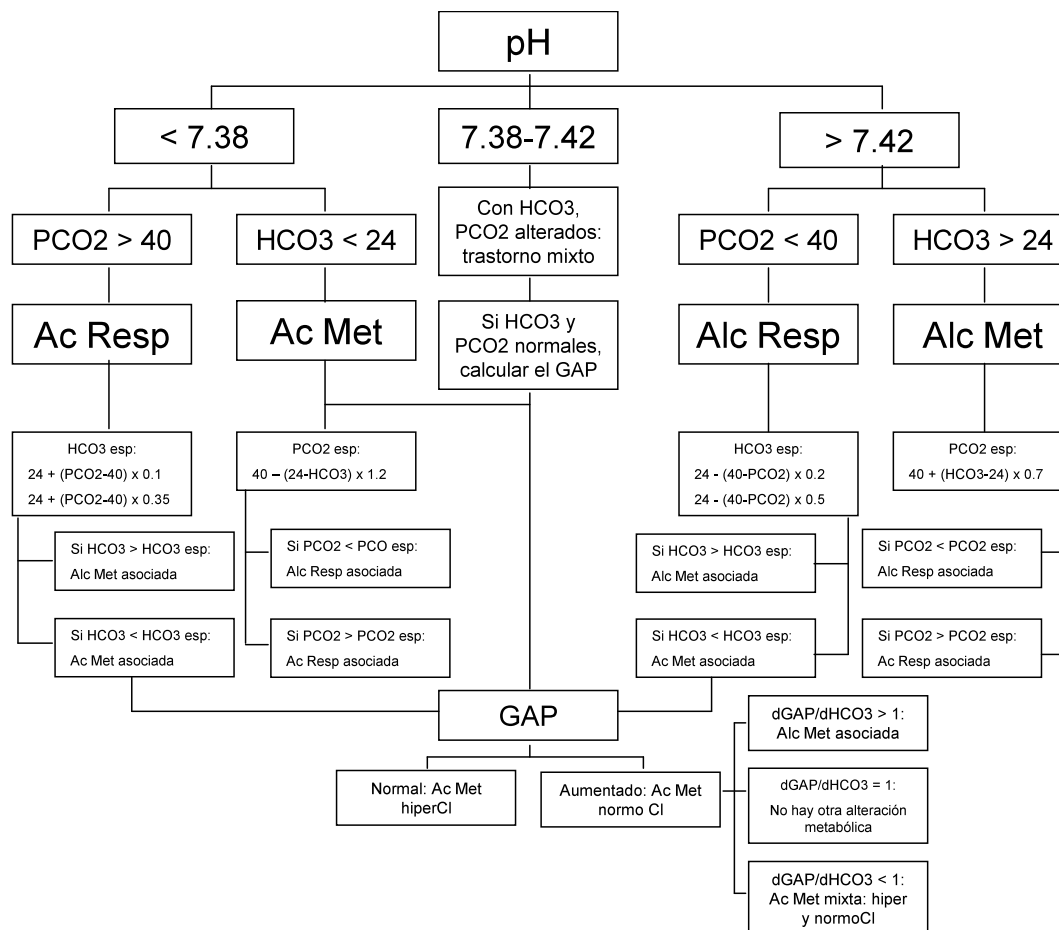 pH
< 7.38
7.38-7.42
> 7.42
PCO2 > 40
HCO3 < 24
Con HCO3,
PCO2 alterados:
trastorno mixto
PCO2 < 40
HCO3 > 24
Ac Resp
Ac Met
Si HCO3 y
PCO2 normales,
calcular el GAP
Alc Resp
Alc Met
HCO3 esp:
24 + (PCO2-40) x 0.1
24 + (PCO2-40) x 0.35
PCO2 esp:
40 – (24-HCO3) x 1.2
HCO3 esp:
24 - (40-PCO2) x 0.2
24 - (40-PCO2) x 0.5
PCO2 esp:
40 + (HCO3-24) x 0.7
Si HCO3 > HCO3 esp:
Alc Met asociada
Si PCO2 < PCO esp:
Alc Resp asociada
Si HCO3 > HCO3 esp:
Alc Met asociada
Si PCO2 < PCO2 esp:
Alc Resp asociada
Si HCO3 < HCO3 esp:
Ac Met asociada
Si PCO2 > PCO2 esp:
Ac Resp asociada
Si HCO3 < HCO3 esp:
Ac Met asociada
Si PCO2 > PCO2 esp:
Ac Resp asociada
GAP
Normal: Ac Met
hiperCl
Aumentado: Ac Met
normo Cl
dGAP/dHCO3 > 1:
Alc Met asociada
dGAP/dHCO3 = 1:
No hay otra alteración
metabólica
dGAP/dHCO3 < 1:
Ac Met mixta: hiper
y normoCl